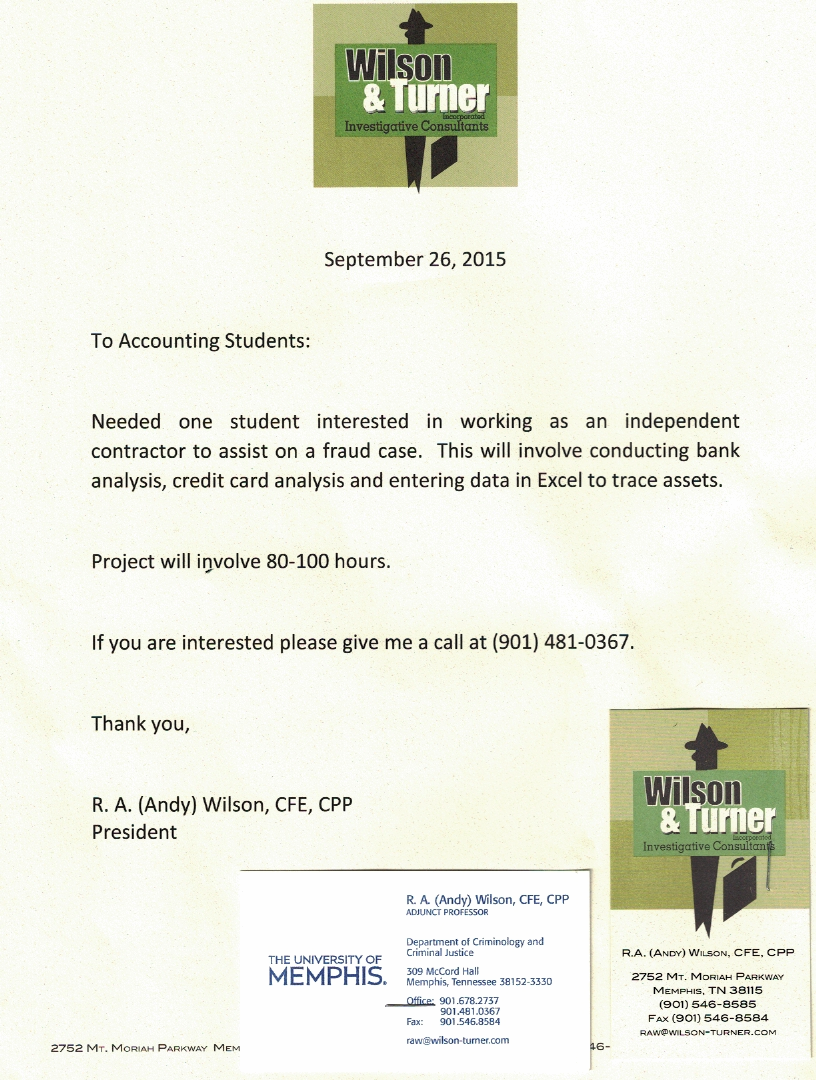 Wilson
& Turner
incorporated
Investigative Consultants
September 26, 2015
To Accounting Students:
Needed one student interested in working as an independent
contractor to assist on a fraud case. This will involve conducting bank
analysis, credit card analysis and entering data in Excel to trace assets.
Project will involve 80-100 hours.
If you are interested please give me a call at (901) 481-0367.
Thank you,
R. A. (Andy) Wilson, CFE, CPP
President
THE UNIVERSITY OF
MEMPHIS.
R. A. (Andy) Wilson, CFE, CPP
ADJUNCT PROFESSOR
Department of Criminology and
Criminal Justice
309 McCord Hall
Memphis, Tennessee 38152-3330
Office: 901.678.2737
901.481.0367
Fax: 901.546.8584
raw@wilson-turner.com
Wilson
& Turner
incorporated
Investigative Consultants
R.A. (Andy) Wilson, CFE, CPP
2752 Mt. Moriah Parkway
Memphis, TN 38115
(901) 546-8585
Fax (901) 546-8584
raw@wilson-turner.com
2752 Mt. Moriah Parkway Mem
46-